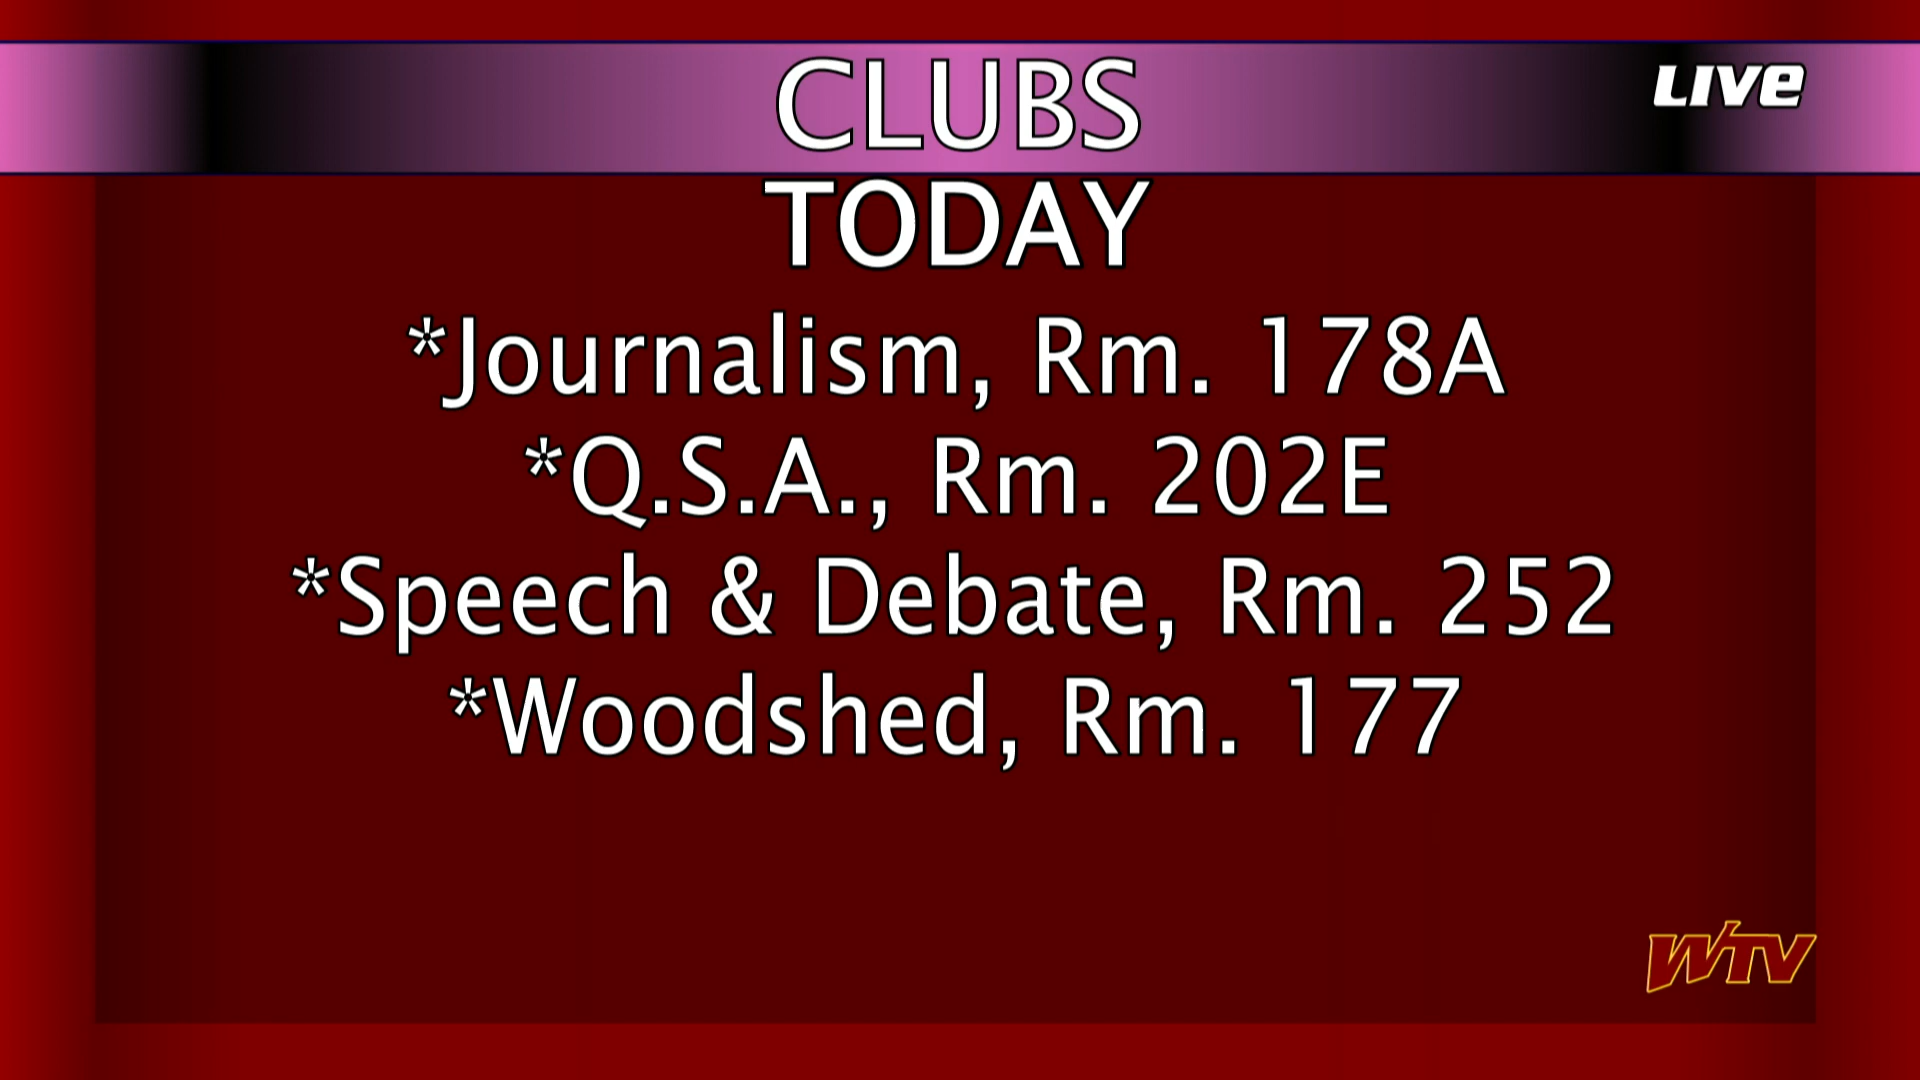 CLUBS
LIVE
TODAY
*Journalism, Rm. 178A
*Q.S.A., Rm. 202E
*Speech & Debate, Rm. 252
*Woodshed, Rm. 177
WTV